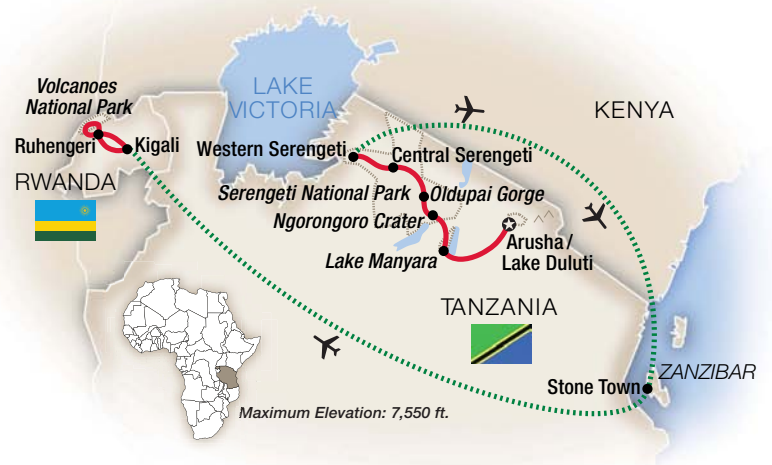 Volcanoes
National Park
Ruhengeri
Kigali
RWANDA
LAKE
VICTORIA
KENYA
Western Serengeti
Central Serengeti
Serengeti National Park
Oldupai Gorge
Ngorongoro Crater
Lake Manyara
Arusha/
Lake Duluti
TANZANIA
ZANZIBAR
Stone Town
Maximum Elevation: 7,550 ft.